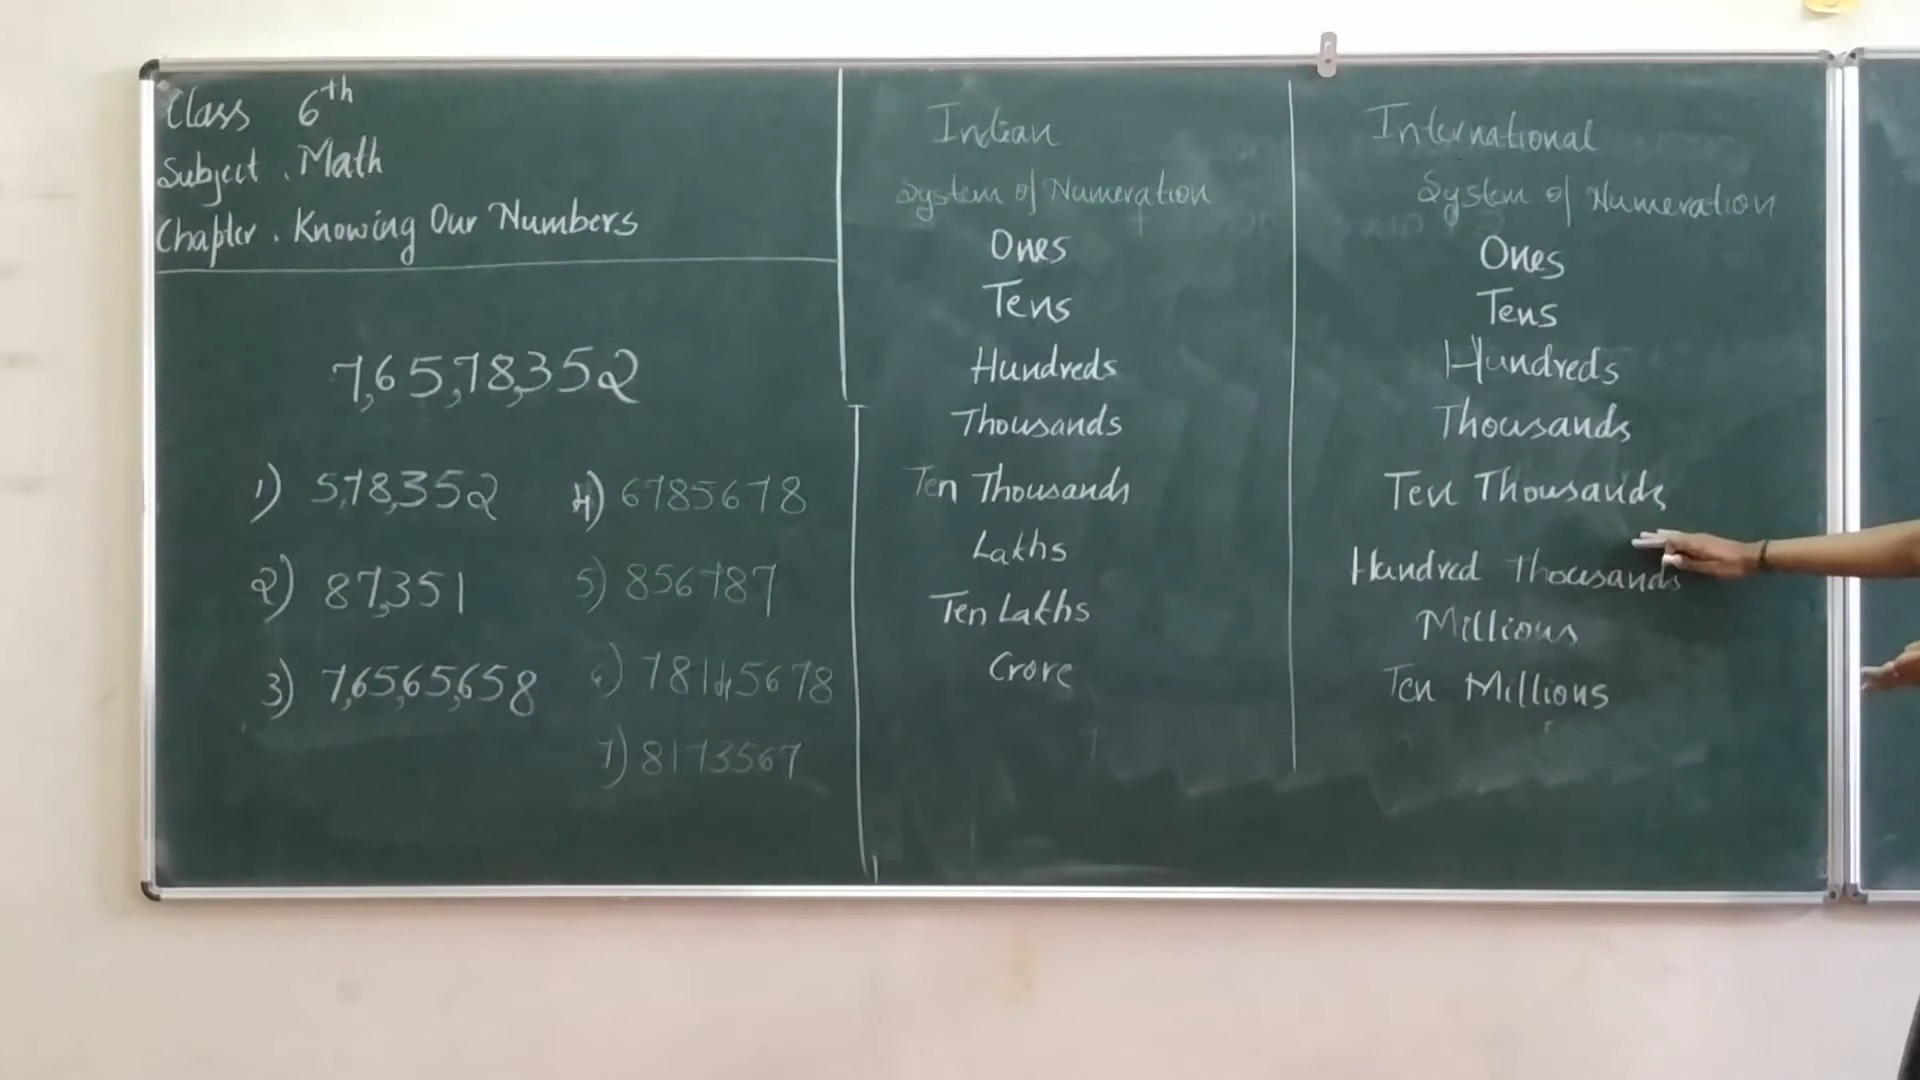 Class 6th
Subject . Math
Chapter . Knowing Our Numbers
7,65,78,352
1) 5,78,352
2) 87,351
3) 7,65,65,658
4) 6785678
5) 856787
6) 78145678
7) 8173567
Indian
System of Numeration
Ones
Tens
Hundreds
Thousands
Ten Thousands
Lakhs
Ten Lakhs
Crore
International
System of Numeration
Ones
Tens
Hundreds
Thousands
Ten Thousands
Hundred Thousands
Millions
Ten Millions